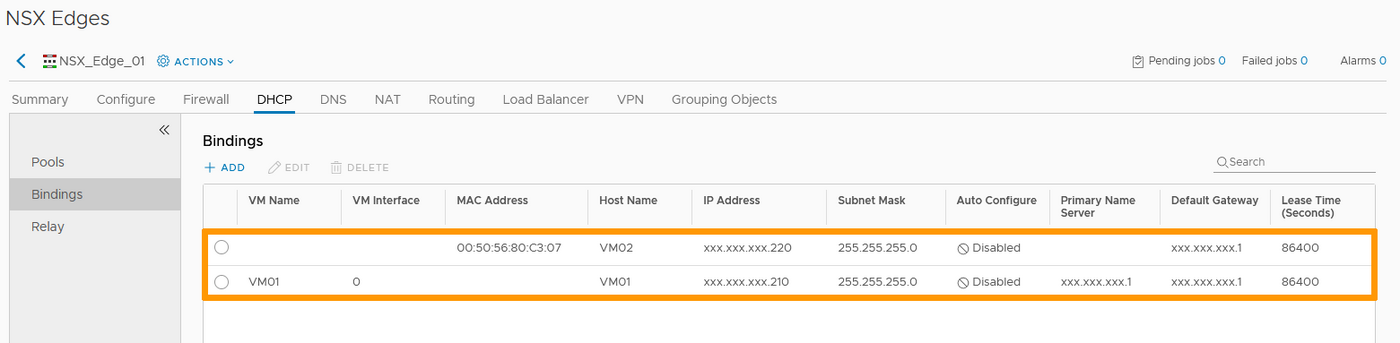 NSX Edges
NSX_Edge_01 ACTIONS Pending jobs 0 Failed jobs 0 Alarms 0
Summary Configure Firewall DHCP DNS NAT Routing Load Balancer VPN Grouping Objects
Pools
Bindings
Relay
Bindings
+ ADD EDIT DELETE Search
VM Name VM Interface MAC Address Host Name IP Address Subnet Mask Auto Configure Primary Name Server Default Gateway Lease Time (Seconds)
00:50:56:80:C3:07 VM02 xxx.xxx.xxx.220 255.255.255.0 Disabled xxx.xxx.xxx.1 86400
VM01 0 VM01 xxx.xxx.xxx.210 255.255.255.0 Disabled xxx.xxx.xxx.1 xxx.xxx.xxx.1 86400